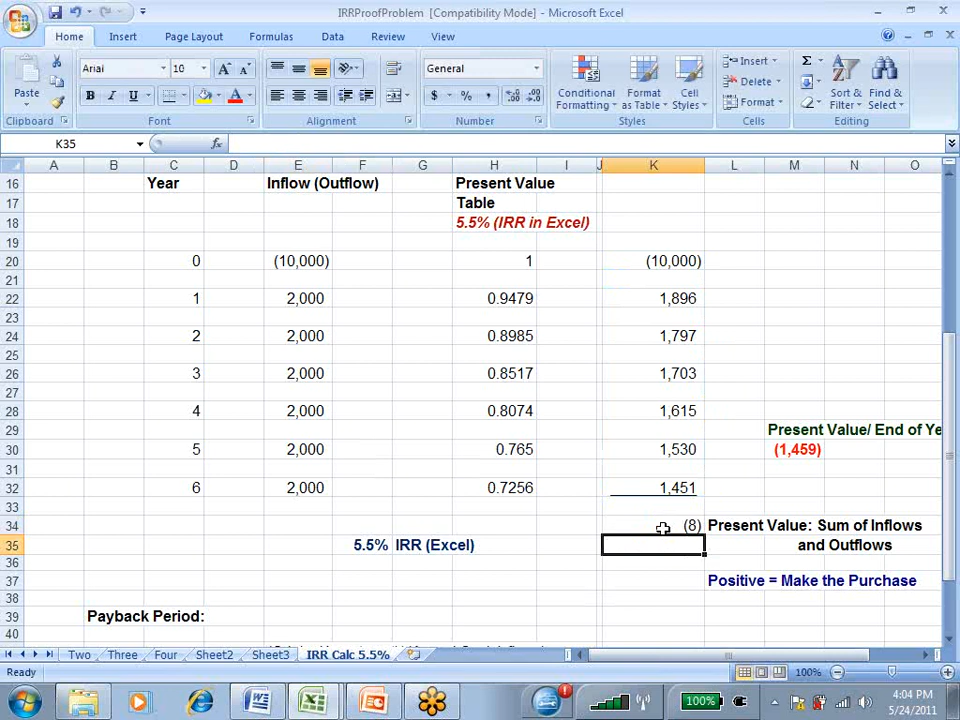 IRRProofProblem [Compatibility Mode] - Microsoft Excel
Home Insert Page Layout Formulas Data Review View
Paste
Clipboard
Arial 10
B I U
Font
Alignment
General
$ % ,
Number
Conditional Formatting
Format as Table
Cell Styles
Styles
Insert
Delete
Format
Cells
Sort & Filter
Find & Select
Editing
K35 fx
A B C D E F G H I J K L M N O
16 Year Inflow (Outflow) Present Value
17 Table
18 5.5% (IRR in Excel)
19
20 0 (10,000) 1 (10,000)
21
22 1 2,000 0.9479 1,896
23
24 2 2,000 0.8985 1,797
25
26 3 2,000 0.8517 1,703
27
28 4 2,000 0.8074 1,615
29 Present Value/ End of Ye
30 5 2,000 0.765 1,530 (1,459)
31
32 6 2,000 0.7256 1,451
33
34 (8) Present Value: Sum of Inflows
35 5.5% IRR (Excel) and Outflows
36
37 Positive = Make the Purchase
38
39 Payback Period:
40
Two Three Four Sheet2 Sheet3 IRR Calc 5.5%
Ready 100%
100% 4:04 PM
5/24/2011